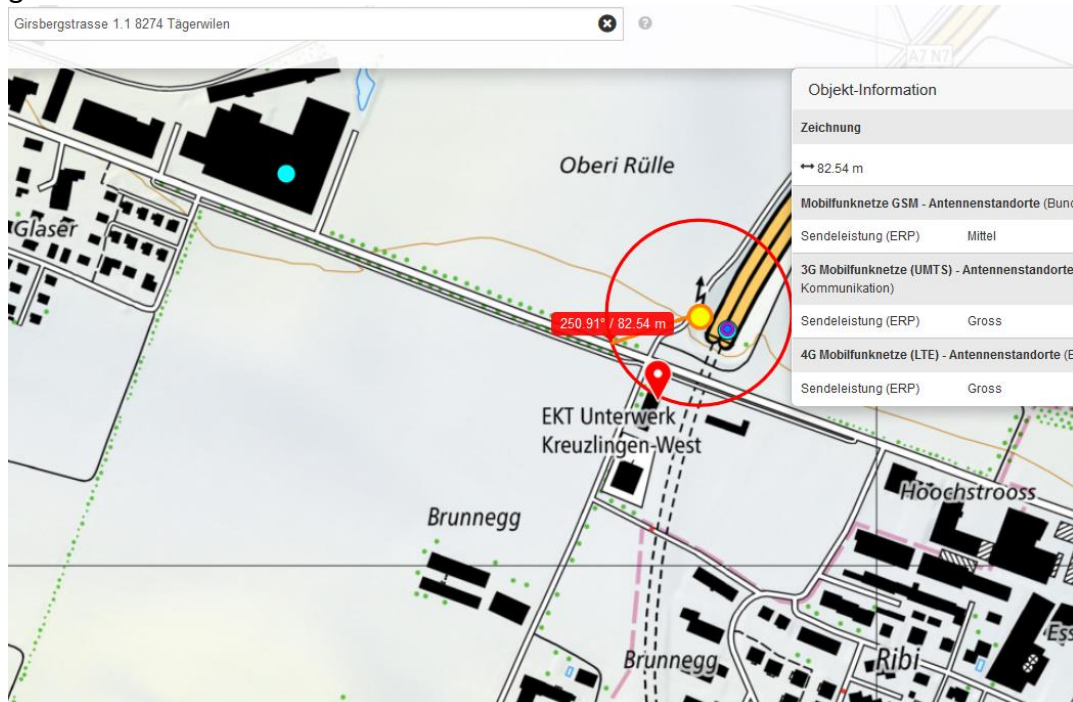 Girsbergstrasse 1.1 8274 Tägerwilen
A7 N7
Objekt-Information
Zeichnung
↔ 82.54 m
Mobilfunknetze GSM - Antennenstandorte (Bund
Sendeleistung (ERP) Mittel
3G Mobilfunknetze (UMTS) - Antennenstandorte
Kommunikation)
Sendeleistung (ERP) Gross
4G Mobilfunknetze (LTE) - Antennenstandorte (B
Sendeleistung (ERP) Gross
Oberi Rülle
Glaser
250.91° / 82.54 m
EKT Unterwerk
Kreuzlingen-West
Hoochstrooss
Brunnegg
Brunnegg
Ribi
Ess